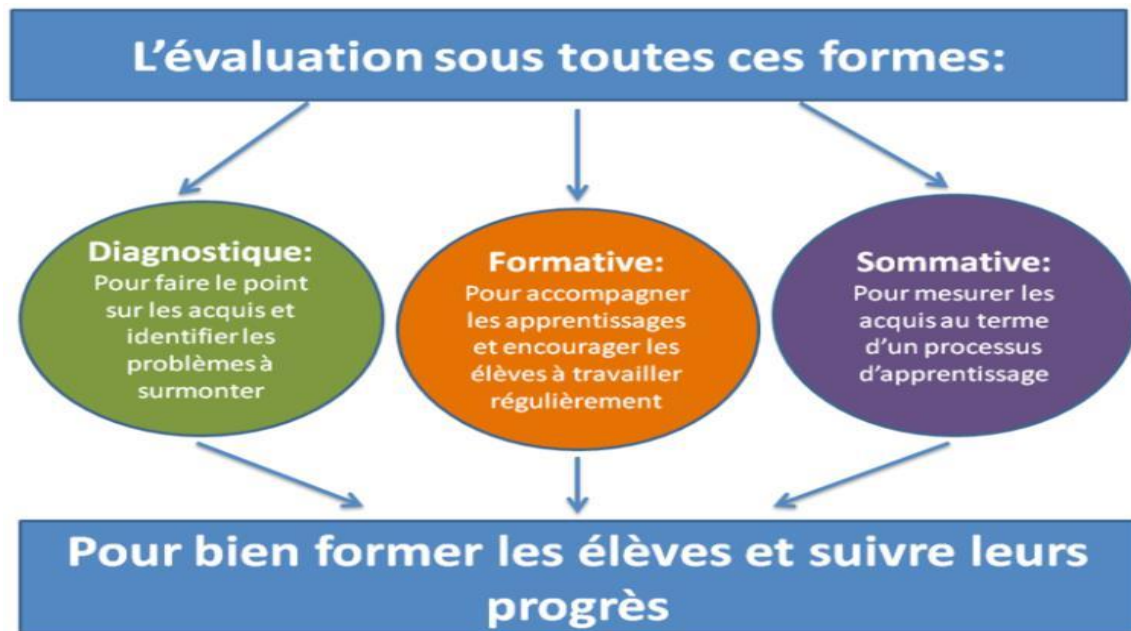 L'évaluation sous toutes ces formes:
Diagnostique:
Pour faire le point
sur les acquis et
identifier les
problèmes à
surmonter
Formative:
Pour accompagner
les apprentissages
et encourager les
élèves à travailler
régulièrement
Sommative:
Pour mesurer les
acquis au terme
d'un processus
d'apprentissage
Pour bien former les élèves et suivre leurs
progrès